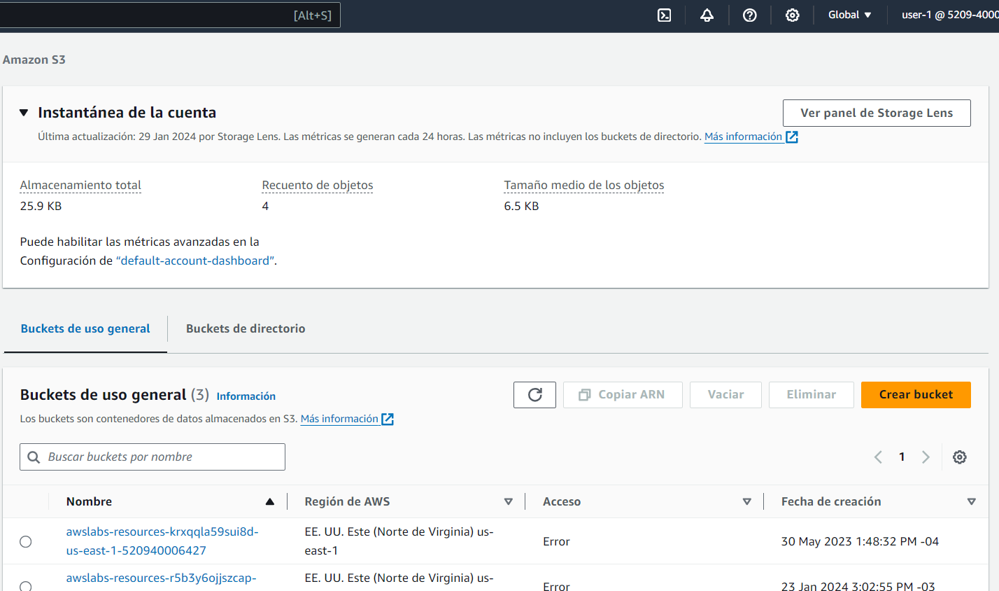 [Alt+S]
Global
user-1 @ 5209-4000
Amazon S3
Instantánea de la cuenta
Ver panel de Storage Lens
Última actualización: 29 Jan 2024 por Storage Lens. Las métricas se generan cada 24 horas. Las métricas no incluyen los buckets de directorio. Más información
Almacenamiento total
25.9 KB
Recuento de objetos
4
Tamaño medio de los objetos
6.5 KB
Puede habilitar las métricas avanzadas en la
Configuración de “default-account-dashboard”.
Buckets de uso general
Buckets de directorio
Buckets de uso general (3) Información
Copiar ARN
Vaciar
Eliminar
Crear bucket
Los buckets son contenedores de datos almacenados en S3. Más información
Buscar buckets por nombre
1
Nombre
Región de AWS
Acceso
Fecha de creación
awslabs-resources-krxqqla59sui8d-
us-east-1-520940006427
EE. UU. Este (Norte de Virginia) us-
east-1
Error
30 May 2023 1:48:32 PM -04
awslabs-resources-r5b3y6ojjszcap-
EE. UU. Este (Norte de Virginia) us-
Error
23 Jan 2024 3:02:55 PM -03